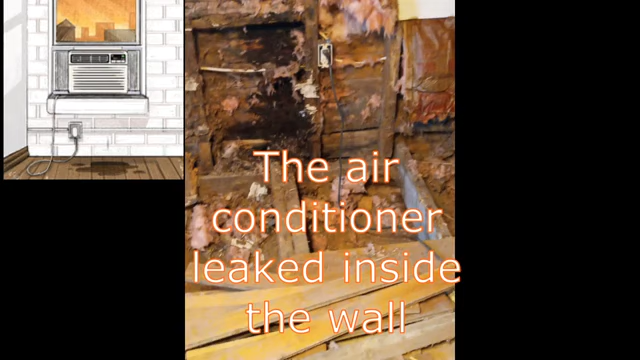 The air
conditioner
leaked inside
the wall